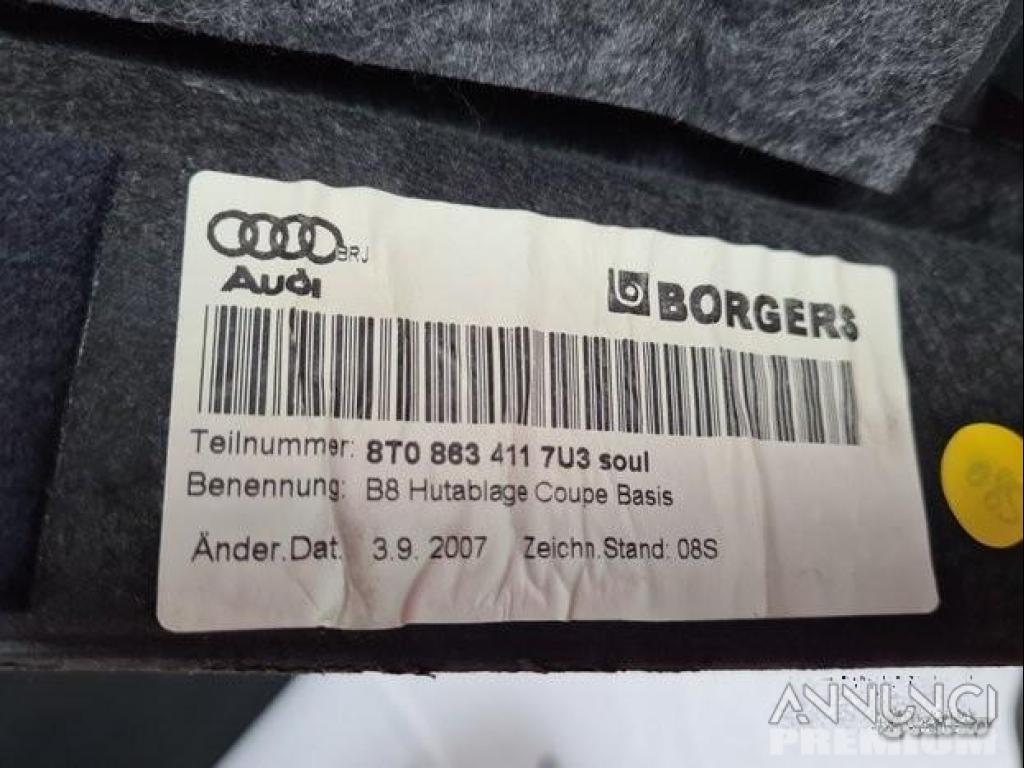 BRJ
Audi
BORGERS
Teilnummer: 8T0 863 411 7U3 soul
Benennung: B8 Hutablage Coupe Basis
Änder.Dat. 3.9. 2007 Zeichn.Stand: 08S
ANNUNCI
PREMIUM